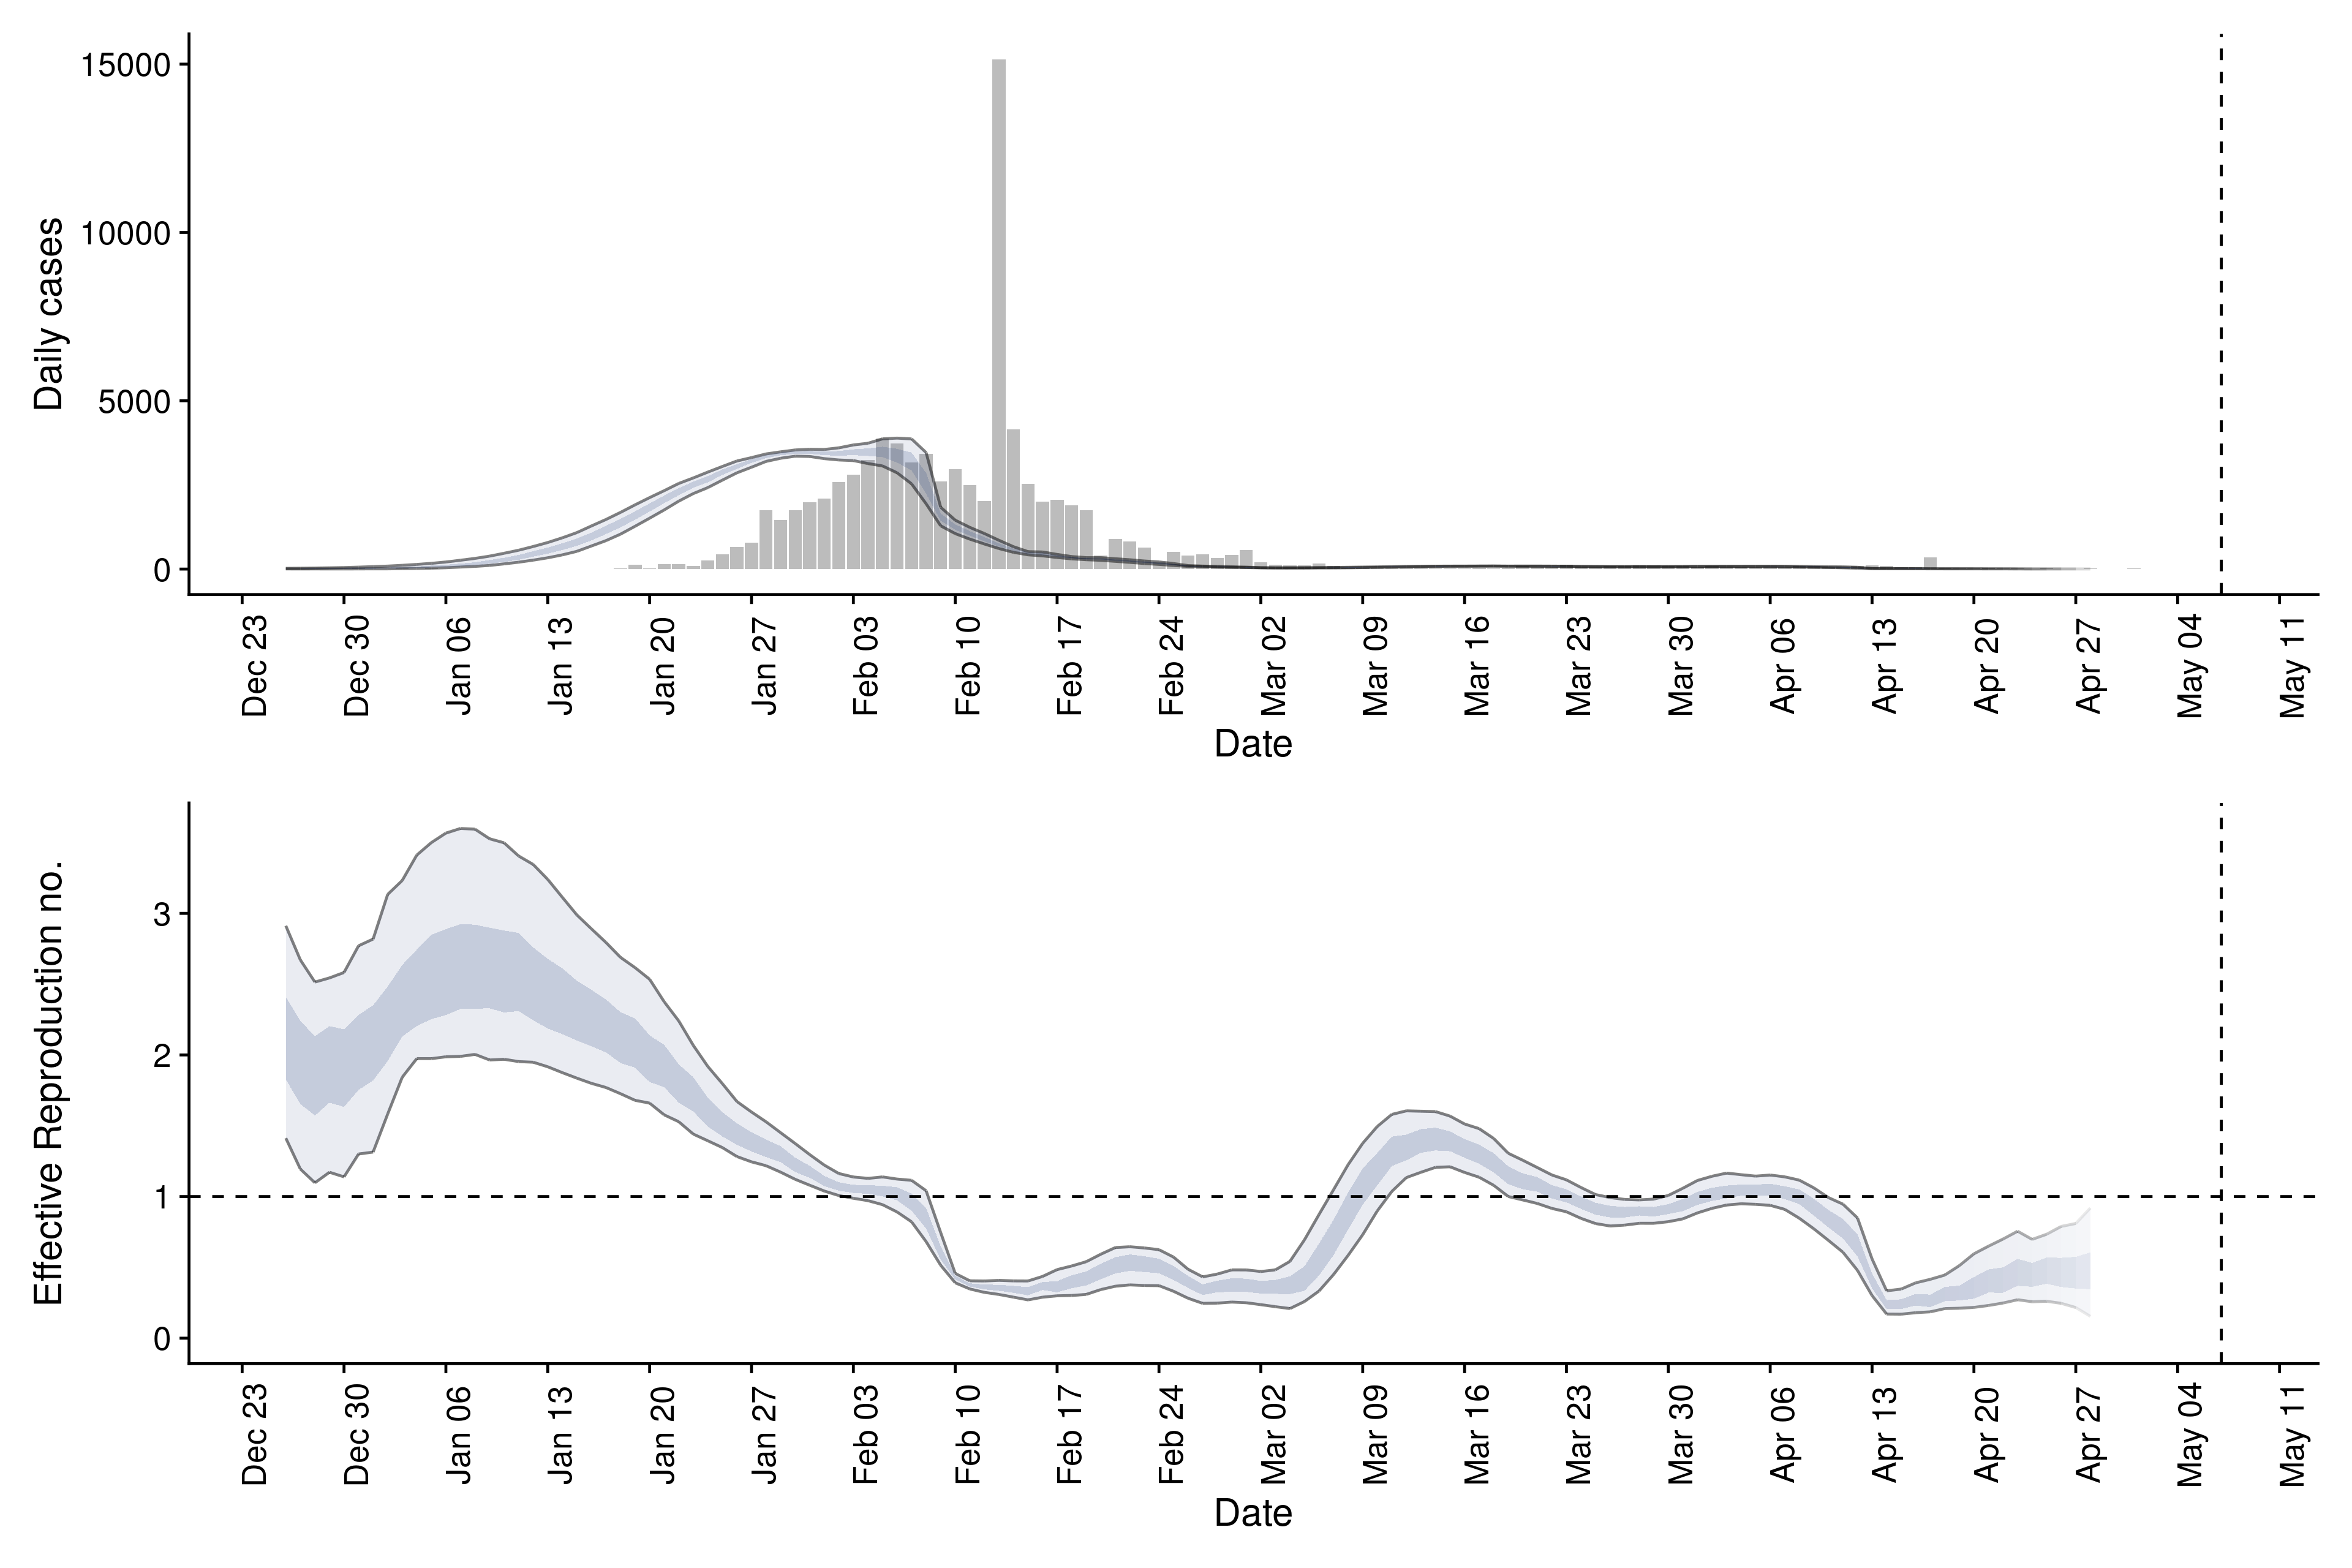 Daily cases
15000
10000
5000
0
Dec 23
Dec 30
Jan 06
Jan 13
Jan 20
Jan 27
Feb 03
Feb 10
Feb 17
Feb 24
Mar 02
Mar 09
Mar 16
Mar 23
Mar 30
Apr 06
Apr 13
Apr 20
Apr 27
May 04
May 11
Date
Effective Reproduction no.
3
2
1
0
Dec 23
Dec 30
Jan 06
Jan 13
Jan 20
Jan 27
Feb 03
Feb 10
Feb 17
Feb 24
Mar 02
Mar 09
Mar 16
Mar 23
Mar 30
Apr 06
Apr 13
Apr 20
Apr 27
May 04
May 11
Date